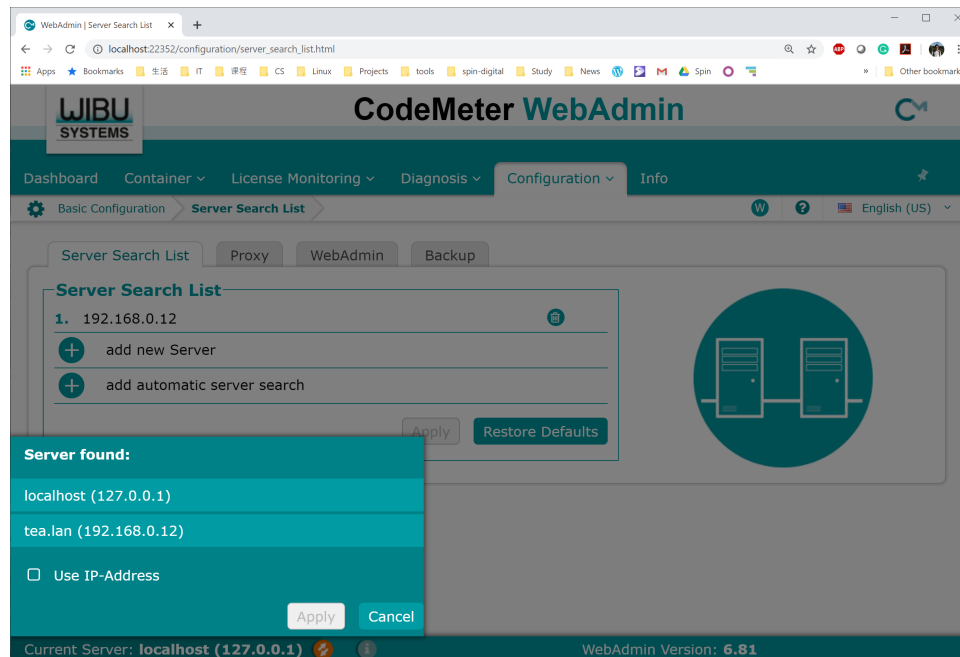 WebAdmin | Server Search List
localhost:22352/configuration/server_search_list.html
ABP
Apps Bookmarks 生活 IT 课程 CS Linux Projects tools spin-digital Study News Spin » Other bookmark
WIBU
SYSTEMS
CodeMeter WebAdmin
Dashboard Container License Monitoring Diagnosis Configuration Info
Basic Configuration Server Search List W ? English (US)
Server Search List Proxy WebAdmin Backup
Server Search List
1. 192.168.0.12
add new Server
add automatic server search
Apply Restore Defaults
Server found:
localhost (127.0.0.1)
tea.lan (192.168.0.12)
Use IP-Address
Apply Cancel
Current Server: localhost (127.0.0.1) WebAdmin Version: 6.81